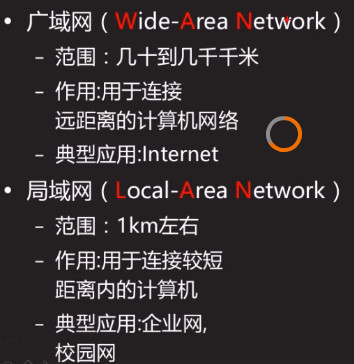 • 广域网（Wide-Area Network）
– 范围：几十到几千千米
– 作用:用于连接
远距离的计算机网络
– 典型应用:Internet
• 局域网（Local-Area Network）
– 范围：1km左右
– 作用:用于连接较短
距离内的计算机
– 典型应用:企业网,
校园网